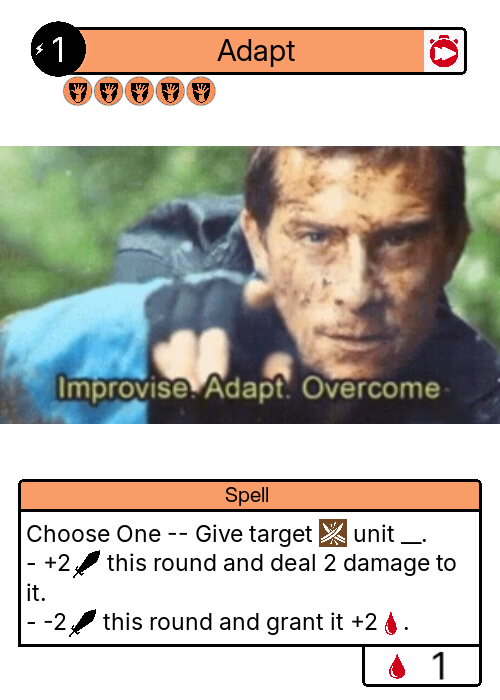 1
Adapt
Improvise. Adapt. Overcome
Spell
Choose One -- Give target unit __.
- +2 this round and deal 2 damage to
it.
- -2 this round and grant it +2 .
1